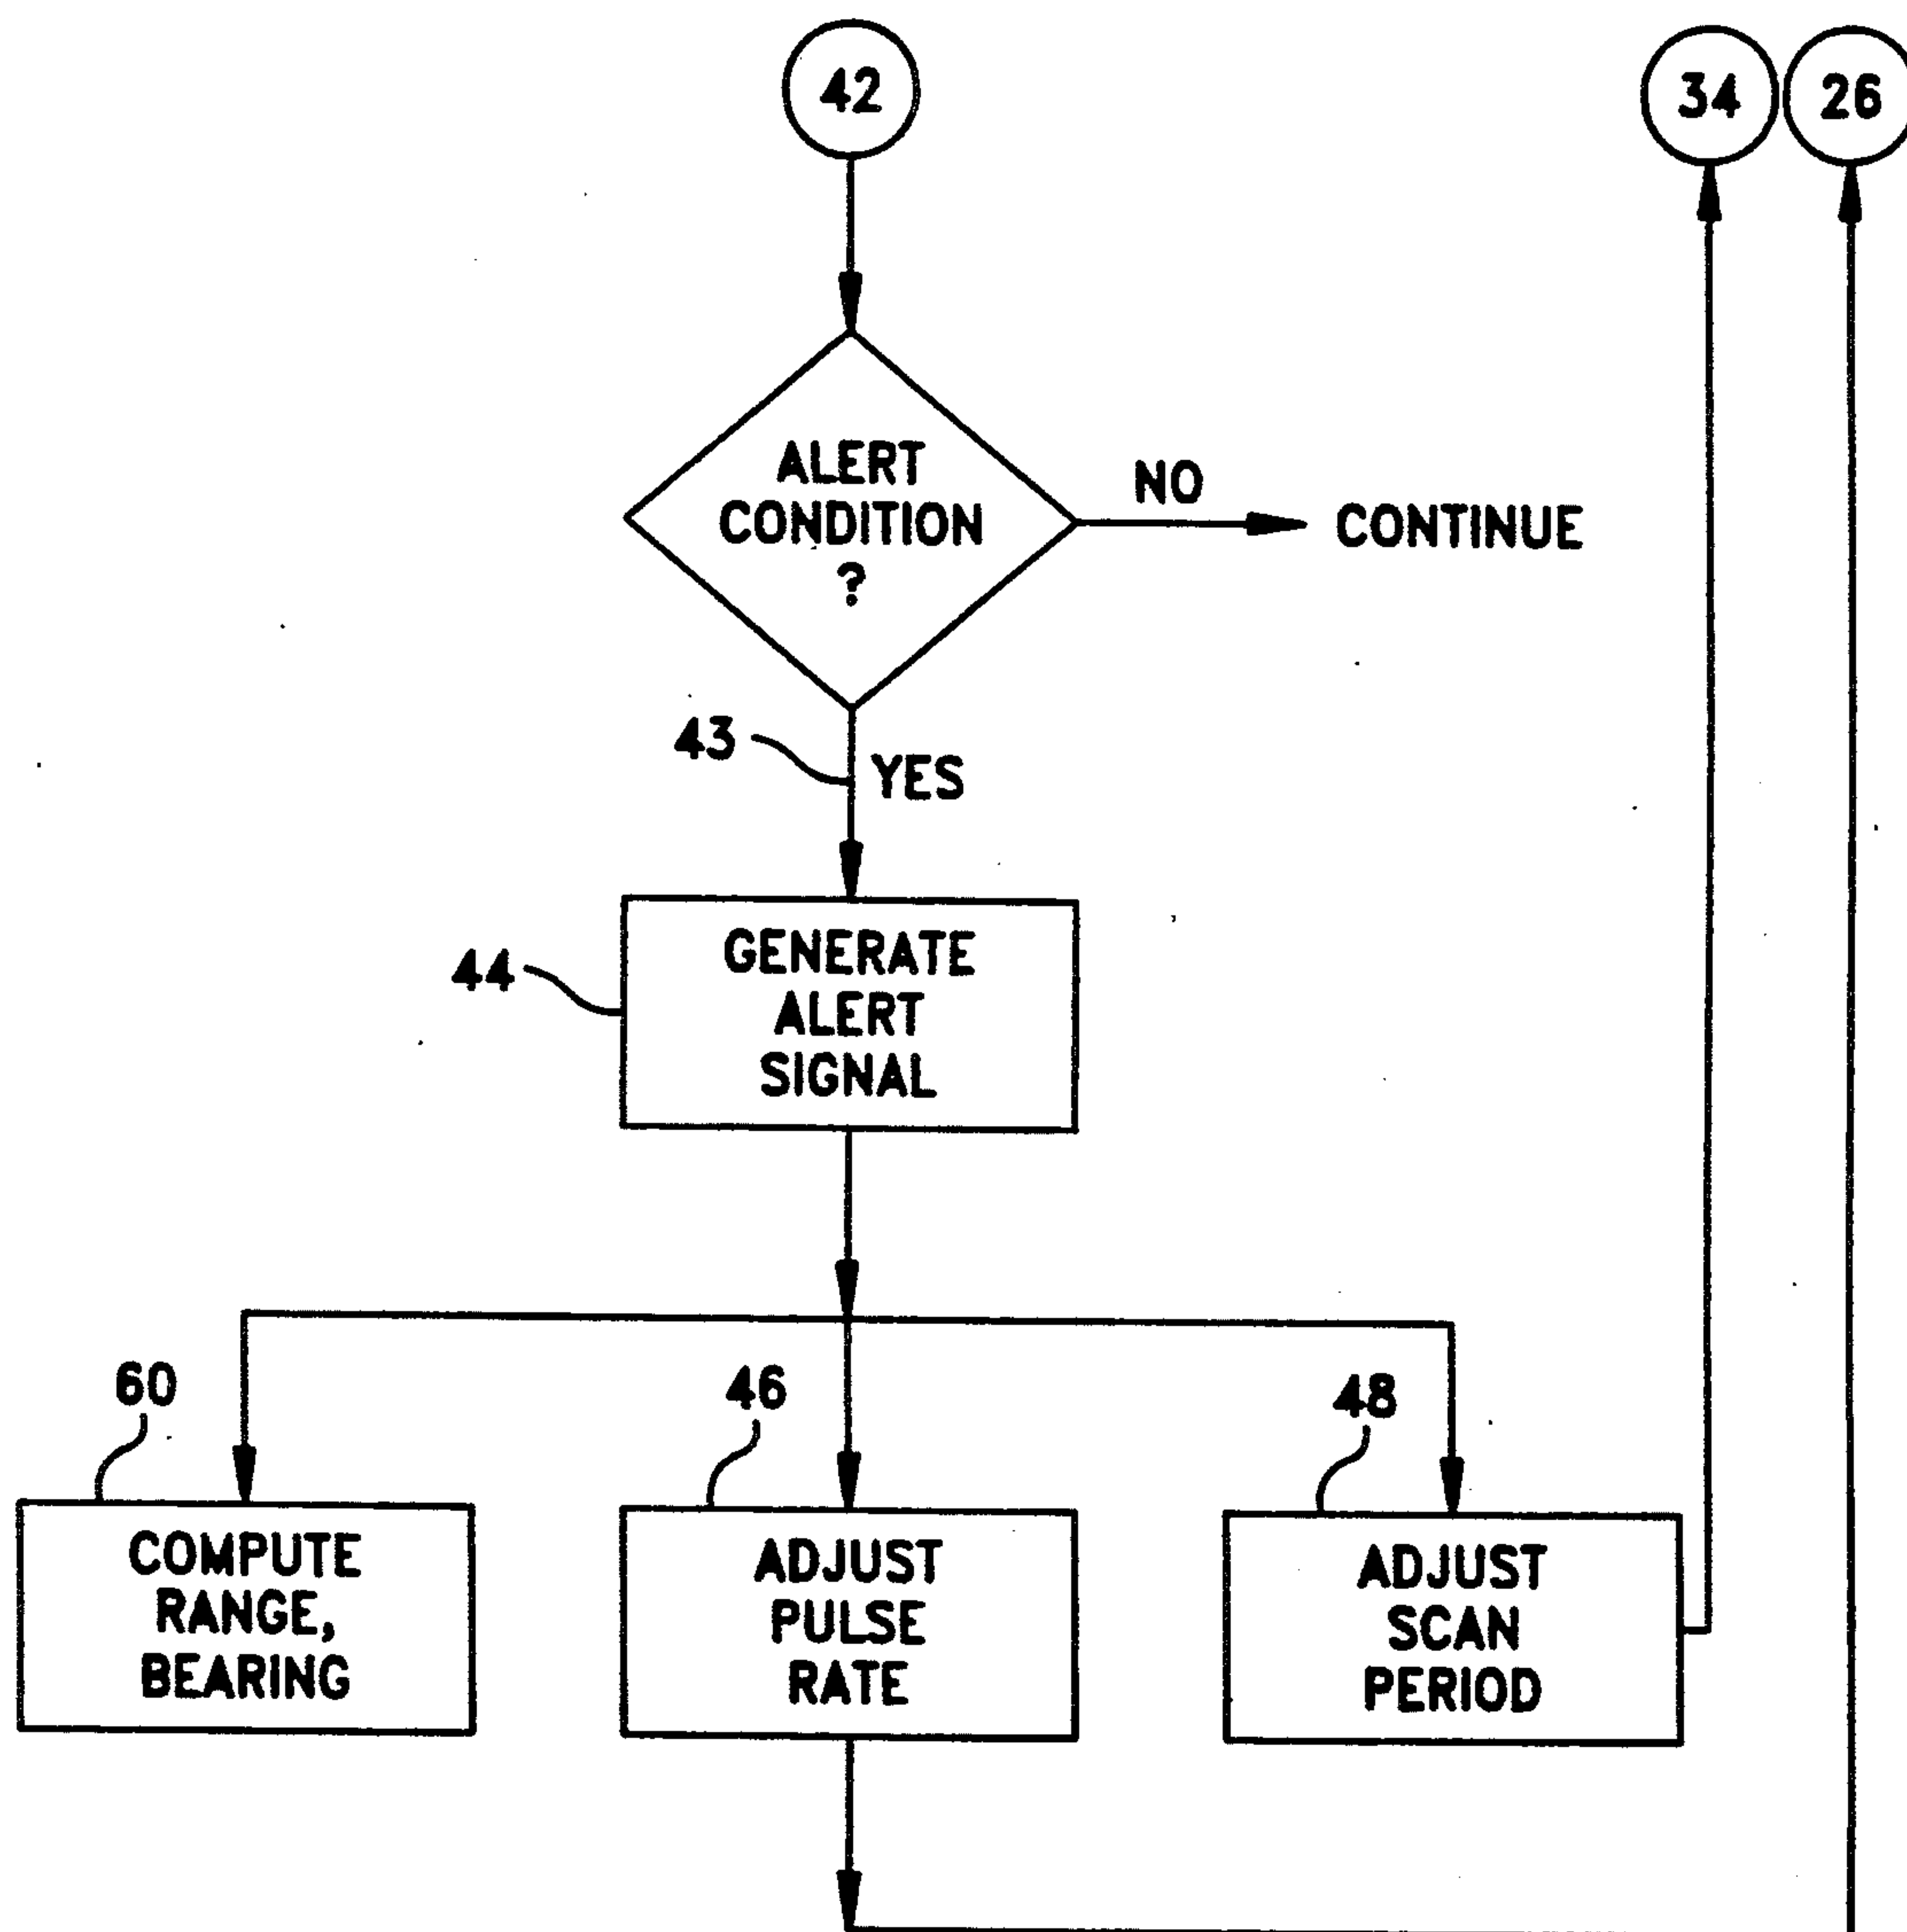 42
34
26
ALERT
CONDITION
?
NO
CONTINUE
43
YES
44
GENERATE
ALERT
SIGNAL
60
46
48
COMPUTE
RANGE,
BEARING
ADJUST
PULSE
RATE
ADJUST
SCAN
PERIOD